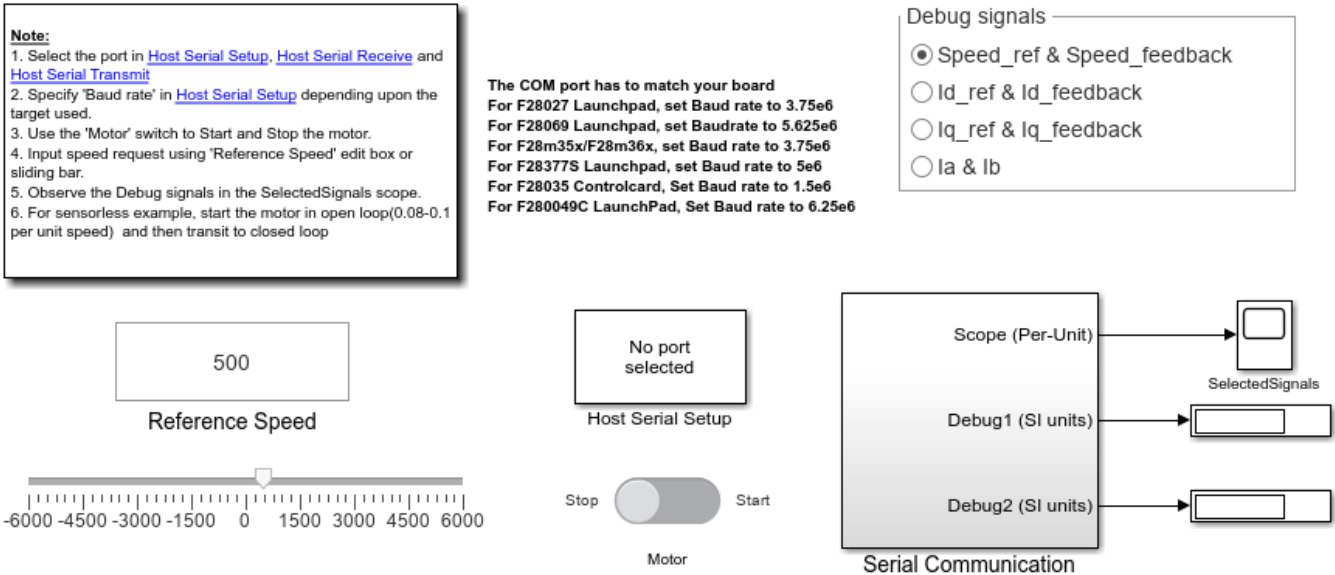 Note:
1. Select the port in Host Serial Setup, Host Serial Receive and
Host Serial Transmit
2. Specify 'Baud rate' in Host Serial Setup depending upon the
target used.
3. Use the 'Motor' switch to Start and Stop the motor.
4. Input speed request using 'Reference Speed' edit box or
sliding bar.
5. Observe the Debug signals in the SelectedSignals scope.
6. For sensorless example, start the motor in open loop(0.08-0.1
per unit speed)  and then transit to closed loop
The COM port has to match your board
For F28027 Launchpad, set Baud rate to 3.75e6
For F28069 Launchpad, set Baudrate to 5.625e6
For F28m35x/F28m36x, set Baud rate to 3.75e6
For F28377S Launchpad, set Baud rate to 5e6
For F28035 Controlcard, Set Baud rate to 1.5e6
For F280049C LaunchPad, Set Baud rate to 6.25e6
Debug signals
Speed_ref & Speed_feedback
Id_ref & Id_feedback
Iq_ref & Iq_feedback
Ia & Ib
500
Reference Speed
-6000 -4500 -3000 -1500 0 1500 3000 4500 6000
No port
selected
Host Serial Setup
Stop Start
Motor
Scope (Per-Unit)
Debug1 (SI units)
Debug2 (SI units)
Serial Communication
SelectedSignals